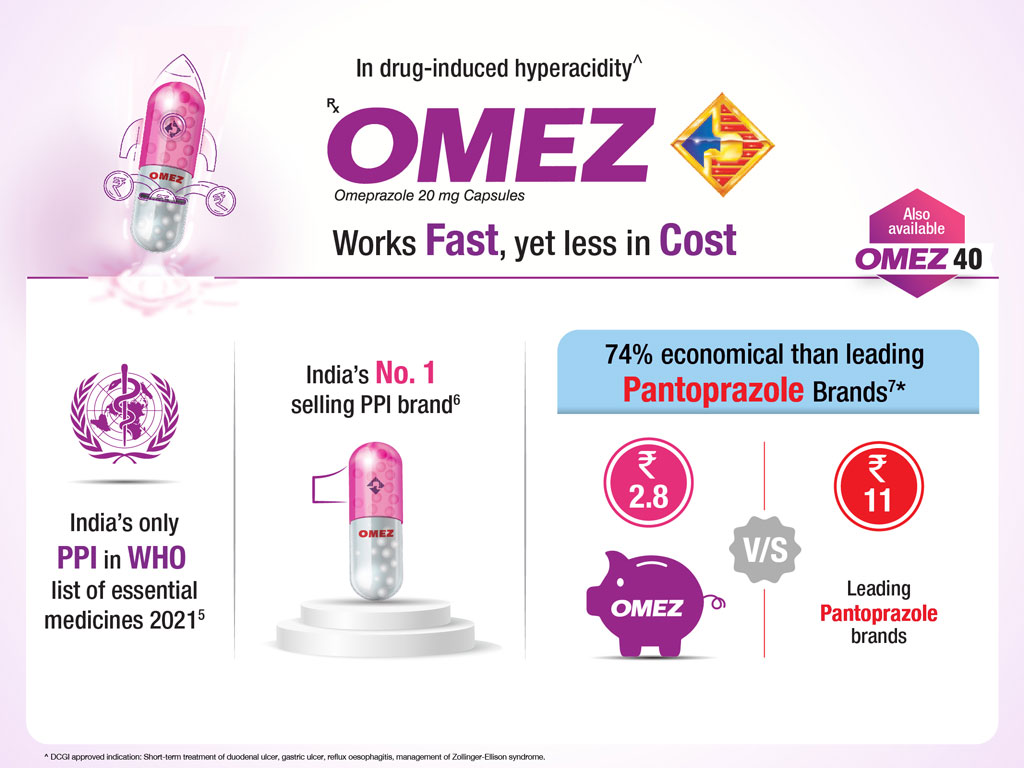 In drug-induced hyperacidity^
Rx
OMEZ
Omeprazole 20 mg Capsules
Works Fast, yet less in Cost
OMEZ
₹
₹
Also
available
OMEZ 40
India's only
PPI in WHO
list of essential
medicines 2021⁵
India's No. 1
selling PPI brand⁶
OMEZ
74% economical than leading
Pantoprazole Brands⁷*
₹
2.8
OMEZ
V/S
₹
11
Leading
Pantoprazole
brands
^ DCGI approved indication: Short-term treatment of duodenal ulcer, gastric ulcer, reflux oesophagitis, management of Zollinger-Ellison syndrome.